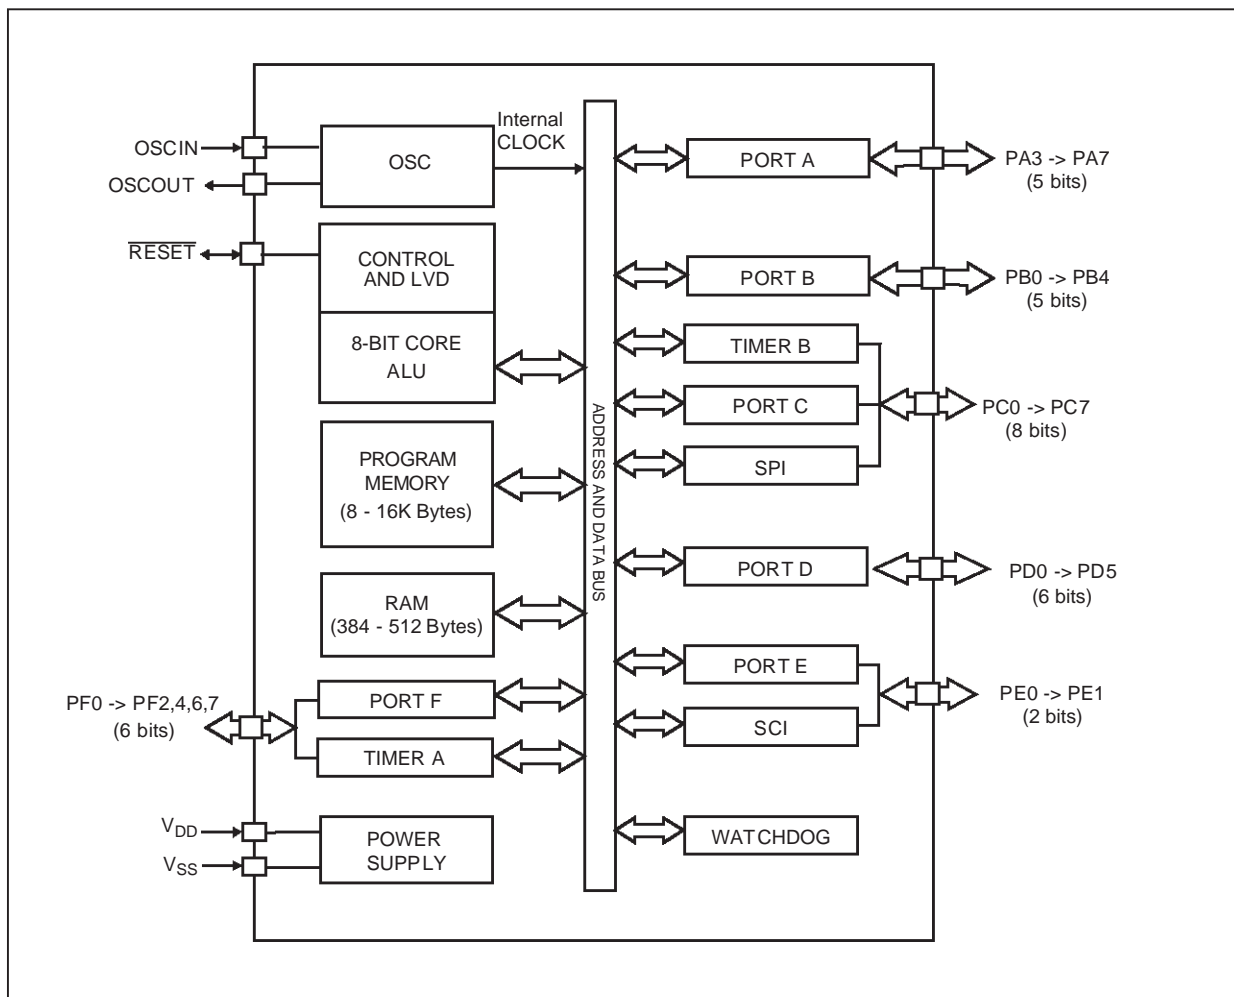 OSCIN
OSCOUT
OSC
Internal
CLOCK
RESET
CONTROL
AND LVD
8-BIT CORE
ALU
PROGRAM
MEMORY
(8 - 16K Bytes)
RAM
(384 - 512 Bytes)
PF0 -> PF2,4,6,7
(6 bits)
PORT F
TIMER A
VDD
VSS
POWER
SUPPLY
ADDRESS AND DATA BUS
PORT A
PA3 -> PA7
(5 bits)
PORT B
PB0 -> PB4
(5 bits)
TIMER B
PORT C
SPI
PC0 -> PC7
(8 bits)
PORT D
PD0 -> PD5
(6 bits)
PORT E
SCI
PE0 -> PE1
(2 bits)
WATCHDOG